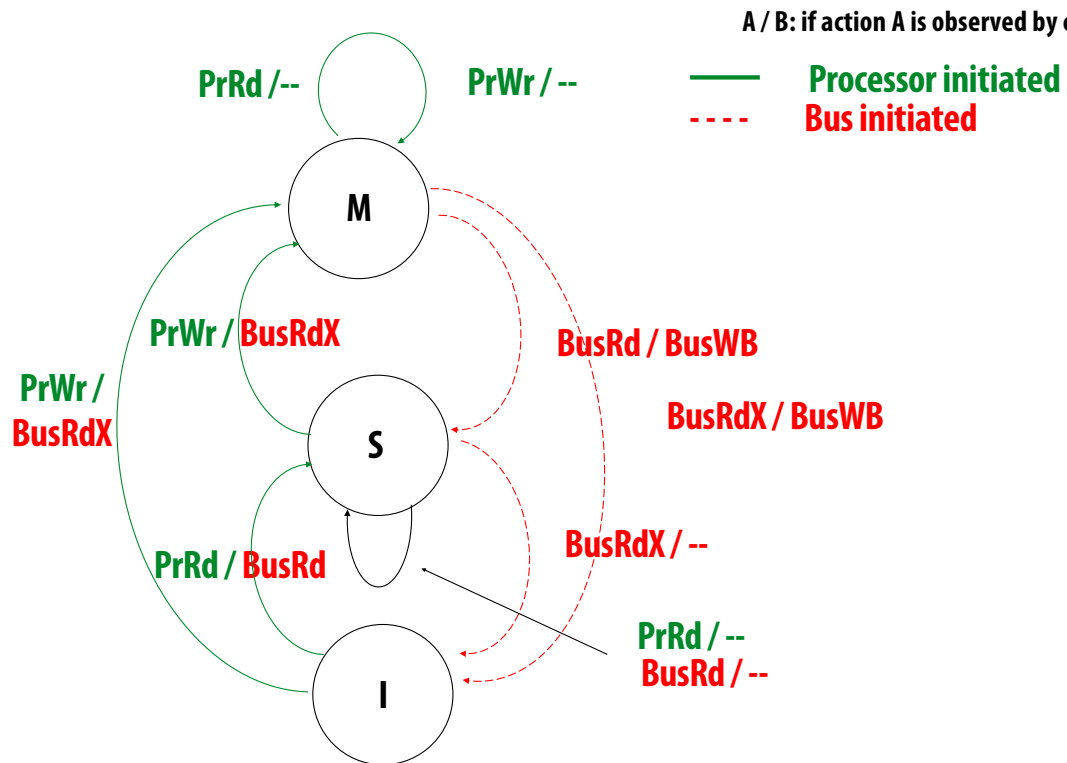 A / B: if action A is observed by
Processor initiated
Bus initiated
PrRd /--
PrWr / --
M
PrWr / BusRdX
PrWr /
BusRdX
BusRd / BusWB
BusRdX / BusWB
S
BusRdX / --
PrRd / BusRd
PrRd / --
BusRd / --
I